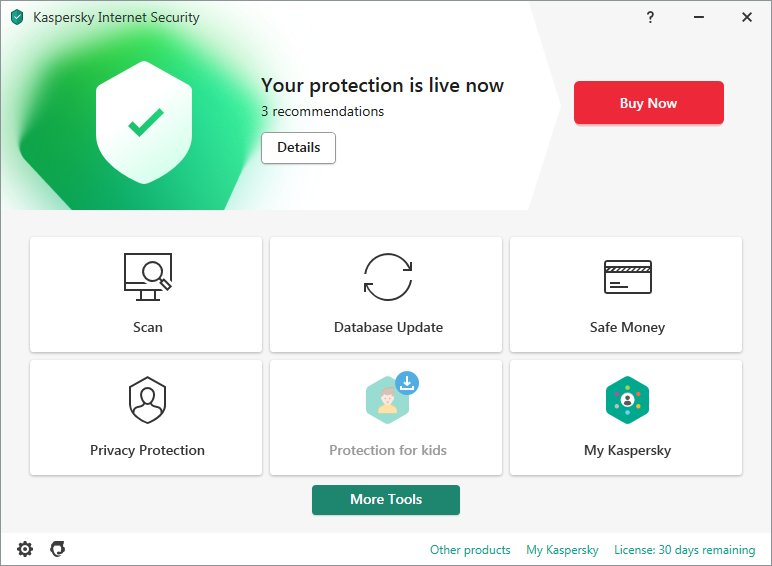 Kaspersky Internet Security
?
Your protection is live now
3 recommendations
Details
Buy Now
Scan
Database Update
Safe Money
Privacy Protection
Protection for kids
My Kaspersky
More Tools
Other products
My Kaspersky
License: 30 days remaining